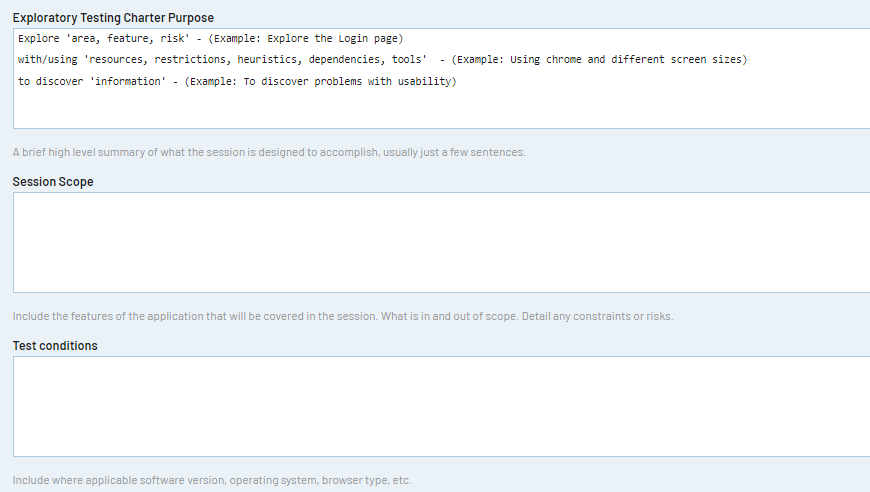 Exploratory Testing Charter Purpose
Explore 'area, feature, risk' - (Example: Explore the Login page)
with/using 'resources, restrictions, heuristics, dependencies, tools'  - (Example: Using chrome and different screen sizes)
to discover 'information' - (Example: To discover problems with usability)
A brief high level summary of what the session is designed to accomplish, usually just a few sentences.
Session Scope
Include the features of the application that will be covered in the session. What is in and out of scope. Detail any constraints or risks.
Test conditions
Include where applicable software version, operating system, browser type, etc.